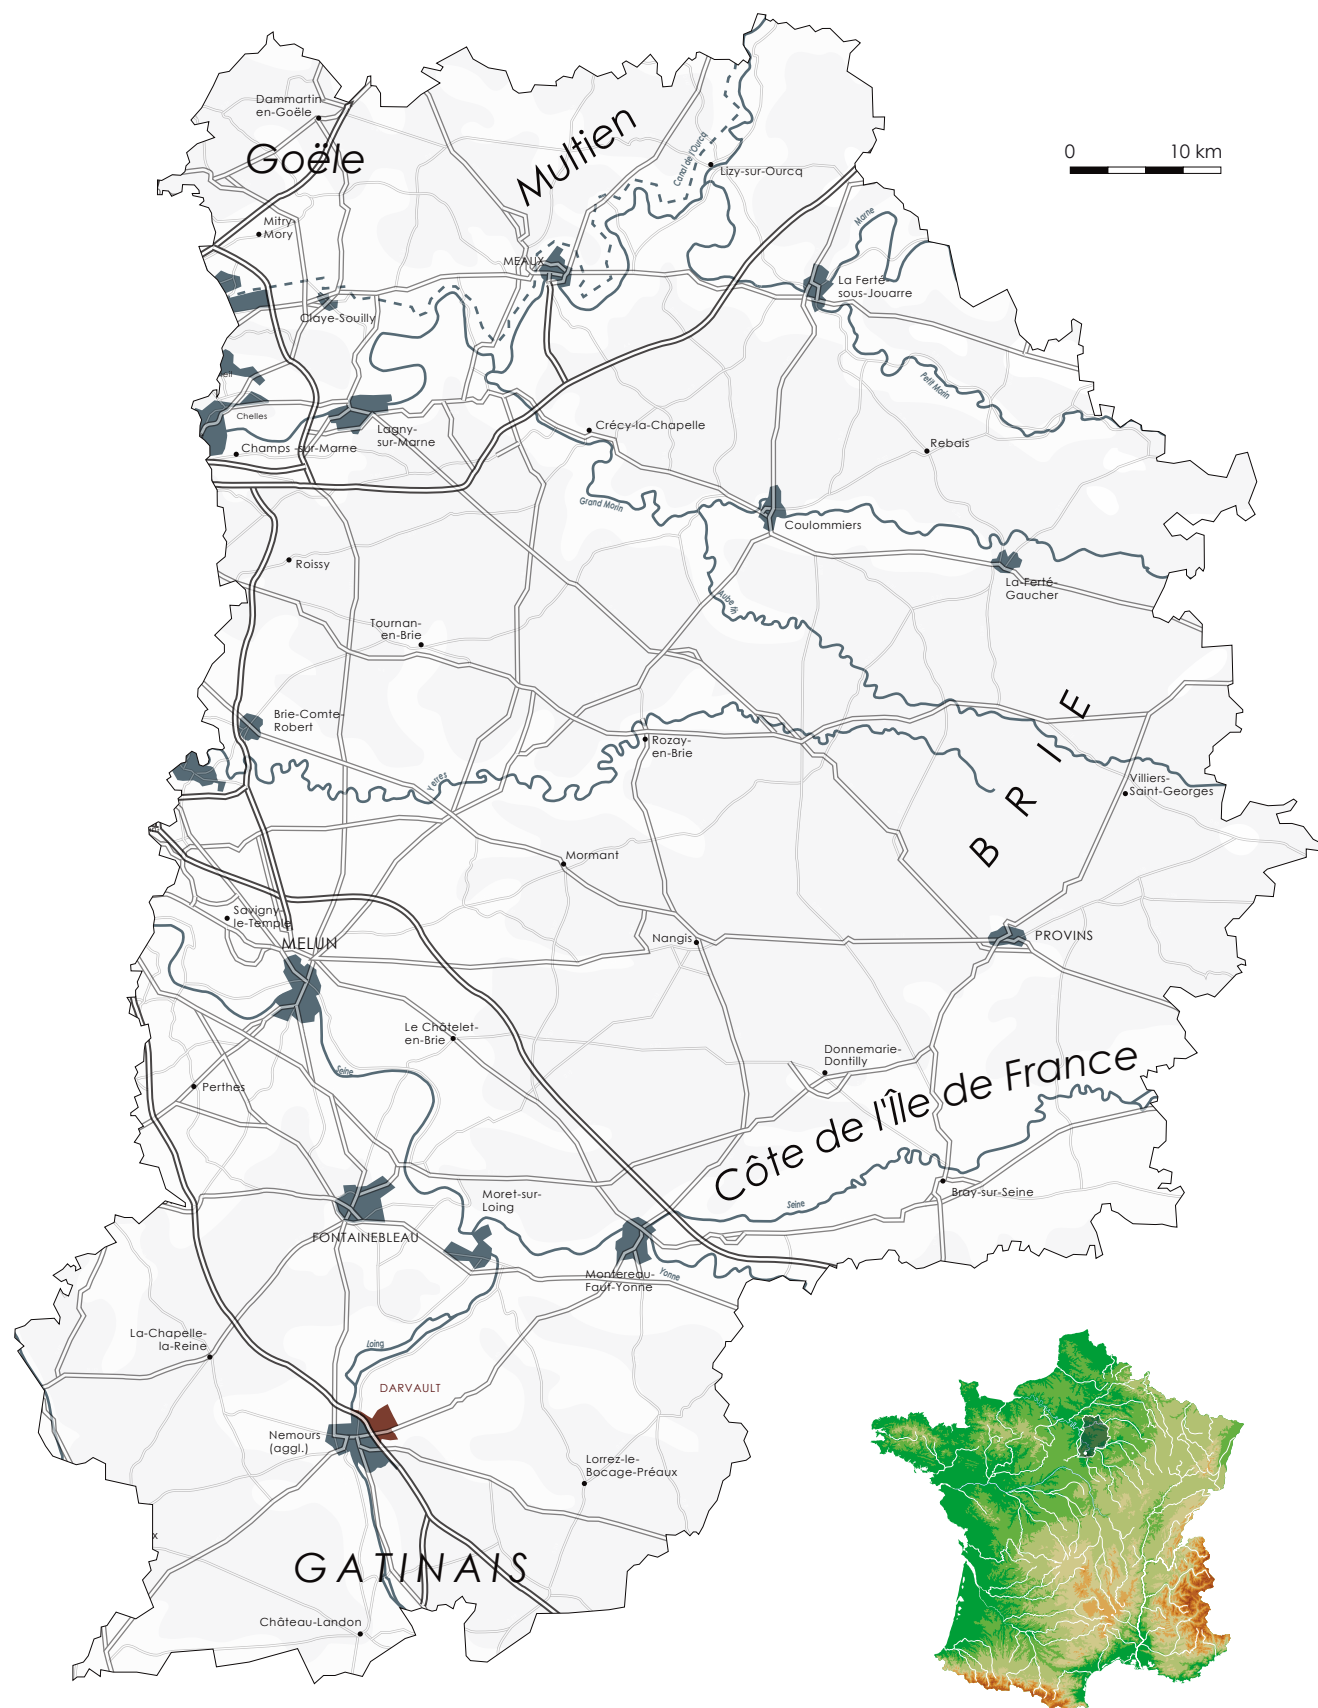 Dammartin
en-Goële
Goële
Multien
Canal de l'Ourcq
Lizy-sur-Ourcq
0
10 km
Mitry-
Mory
Marne
MEAUX
La Ferté-
sous-Jouarre
Claye-Souilly
Petit Morin
Chelles
Lagny-
sur-Marne
Champs -sur-Marne
Crécy-la-Chapelle
Rebais
Grand Morin
Coulommiers
Roissy
La-Ferté-
Gaucher
Aubetin
Tournan-
en-Brie
BRIE
Brie-Comte-
Robert
Rozay-
en-Brie
Yerres
Villiers-
Saint-Georges
Mormant
Savigny-
le-Temple
MELUN
Nangis
PROVINS
Le Châtelet-
en-Brie
Donnemarie-
Dontilly
Seine
Perthes
Côte de l'Île de France
Moret-sur-
Loing
Seine
Bray-sur-Seine
FONTAINEBLEAU
Montereau-
Faut-Yonne
Yonne
La-Chapelle-
la-Reine
Loing
DARVAULT
Nemours
(aggl.)
Lorrez-le-
Bocage-Préaux
x
GATINAIS
Château-Landon